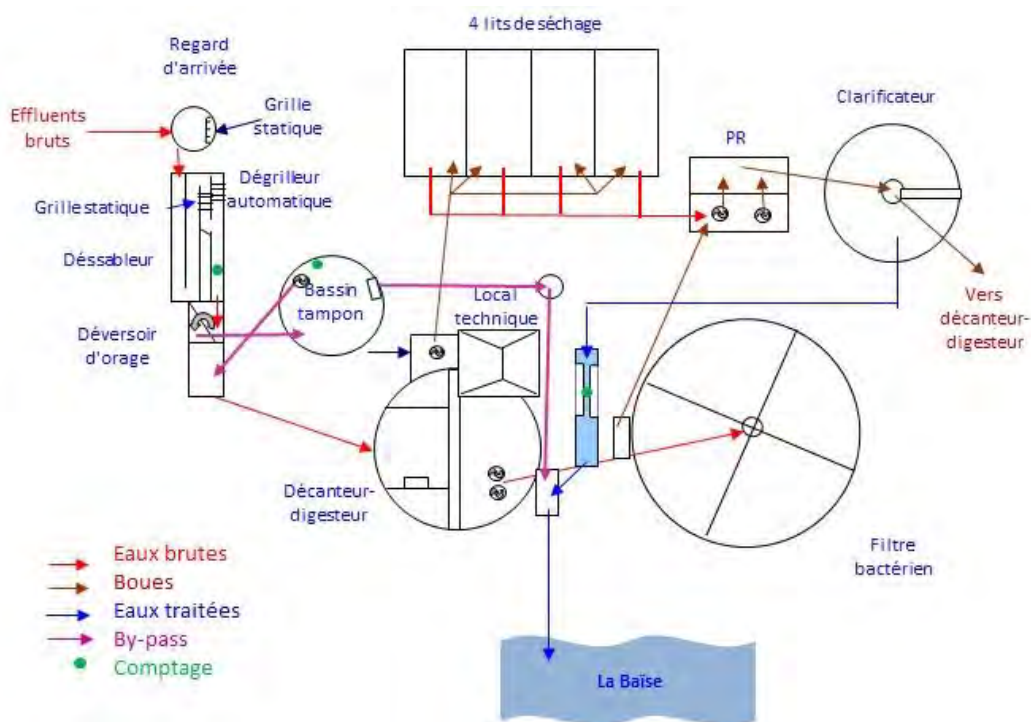 4 lits de séchage
Regard
d'arrivée
Clarificateur
Effluents
bruts
Grille
statique
PR
Dégrilleur
automatique
Grille statique
Déssableur
Bassin
tampon
Local
technique
Vers
décanteur-
digesteur
Déversoir
d'orage
Décanteur-
digesteur
Filtre
bactérien
Eaux brutes
Boues
Eaux traitées
By-pass
Comptage
La Baïse